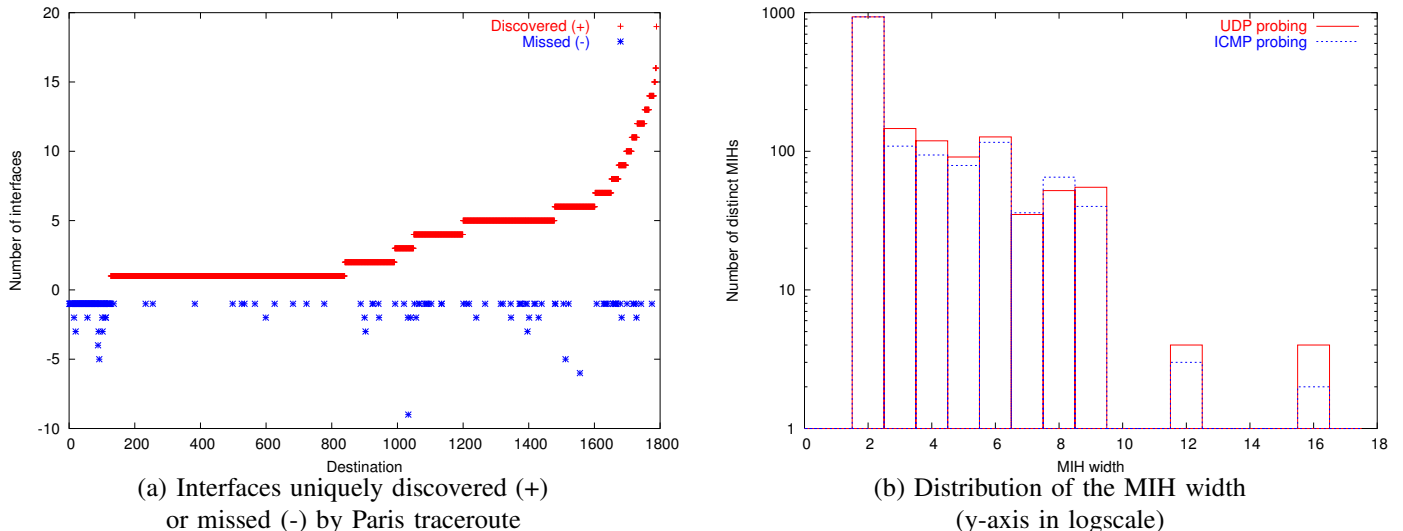 20
15
10
5
0
-5
-10
Number of interfaces
Discovered (+)
Missed (-)
0 200 400 600 800 1000 1200 1400 1600 1800
Destination
(a) Interfaces uniquely discovered (+)
or missed (-) by Paris traceroute
1000
100
10
1
Number of distinct MIHs
UDP probing
ICMP probing
0 2 4 6 8 10 12 14 16 18
MIH width
(b) Distribution of the MIH width
(y-axis in logscale)